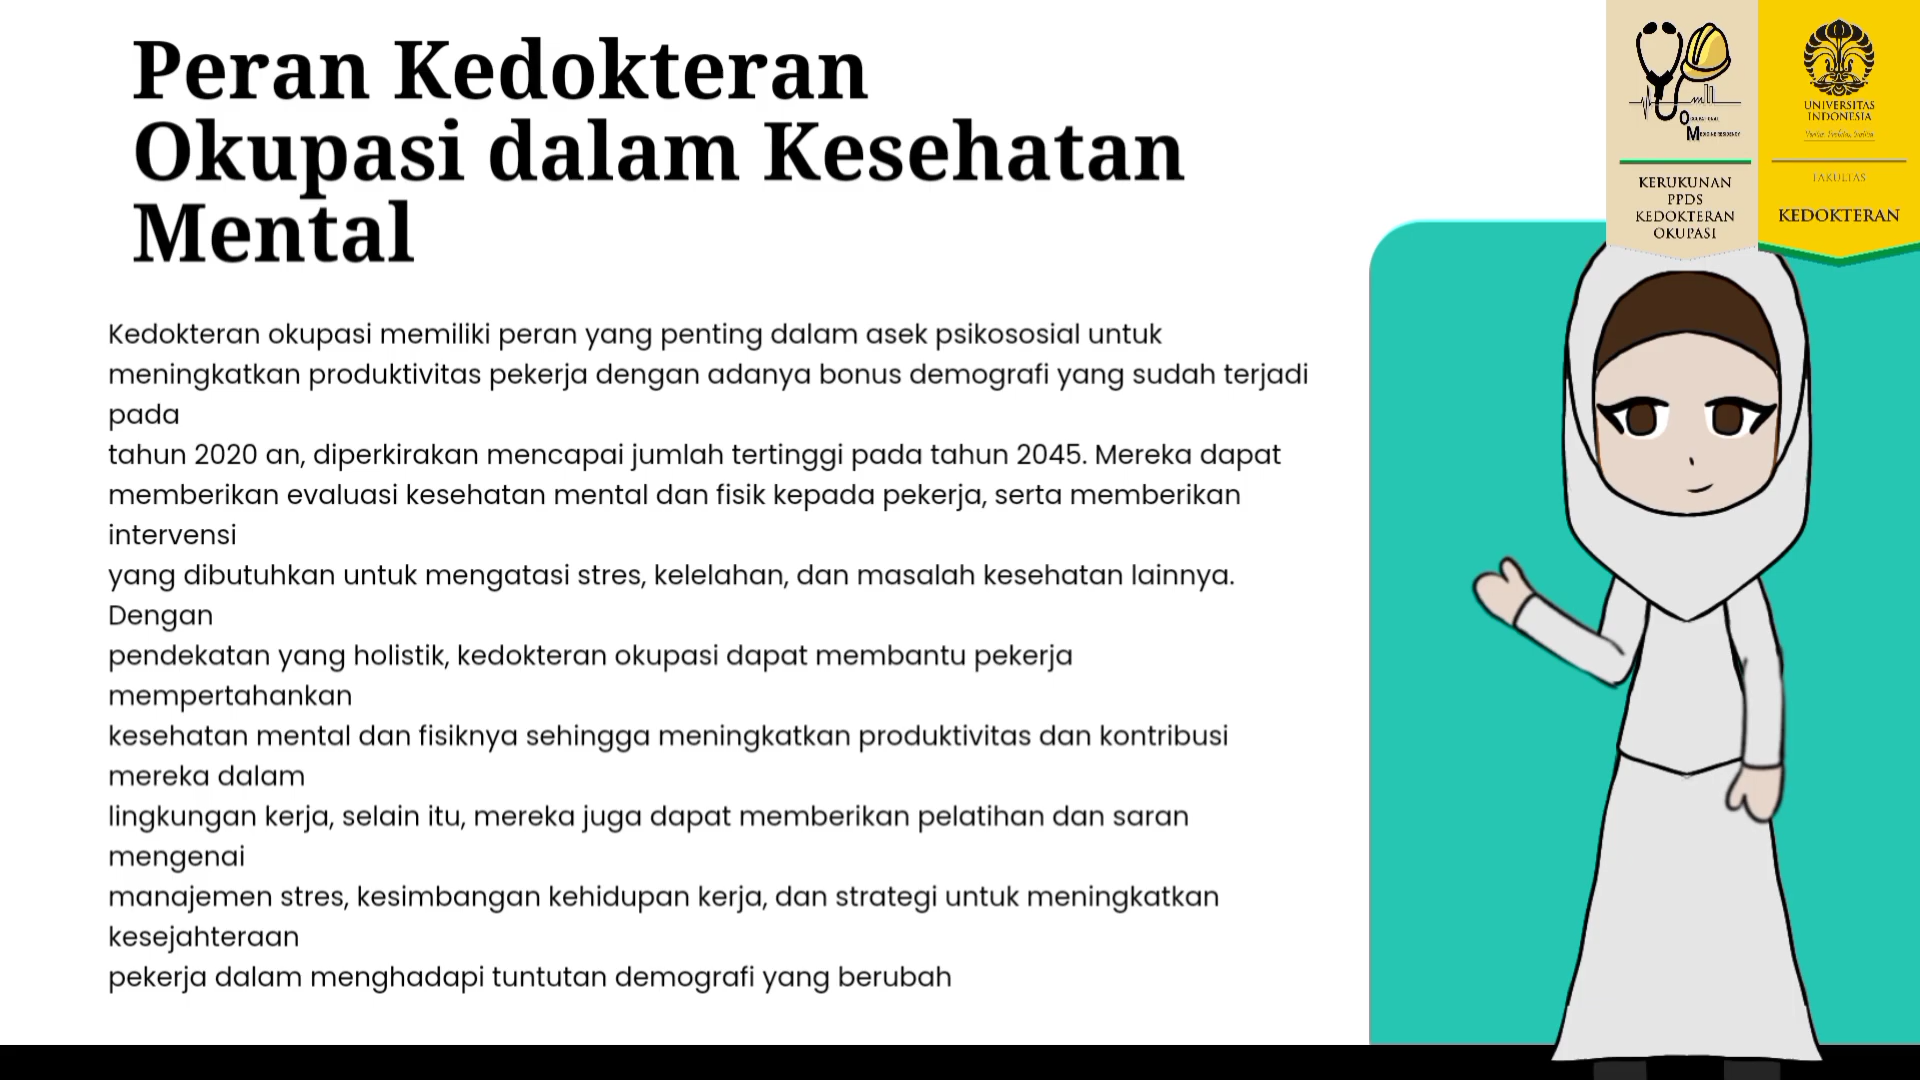 Peran Kedokteran
Okupasi dalam Kesehatan
Mental
Kedokteran okupasi memiliki peran yang penting dalam asek psikososial untuk
meningkatkan produktivitas pekerja dengan adanya bonus demografi yang sudah terjadi
pada
tahun 2020 an, diperkirakan mencapai jumlah tertinggi pada tahun 2045. Mereka dapat
memberikan evaluasi kesehatan mental dan fisik kepada pekerja, serta memberikan
intervensi
yang dibutuhkan untuk mengatasi stres, kelelahan, dan masalah kesehatan lainnya.
Dengan
pendekatan yang holistik, kedokteran okupasi dapat membantu pekerja
mempertahankan
kesehatan mental dan fisiknya sehingga meningkatkan produktivitas dan kontribusi
mereka dalam
lingkungan kerja, selain itu, mereka juga dapat memberikan pelatihan dan saran
mengenai
manajemen stres, kesimbangan kehidupan kerja, dan strategi untuk meningkatkan
kesejahteraan
pekerja dalam menghadapi tuntutan demografi yang berubah
KERUKUNAN
PPDS
KEDOKTERAN
OKUPASI
UNIVERSITAS
INDONESIA
FAKULTAS
KEDOKTERAN